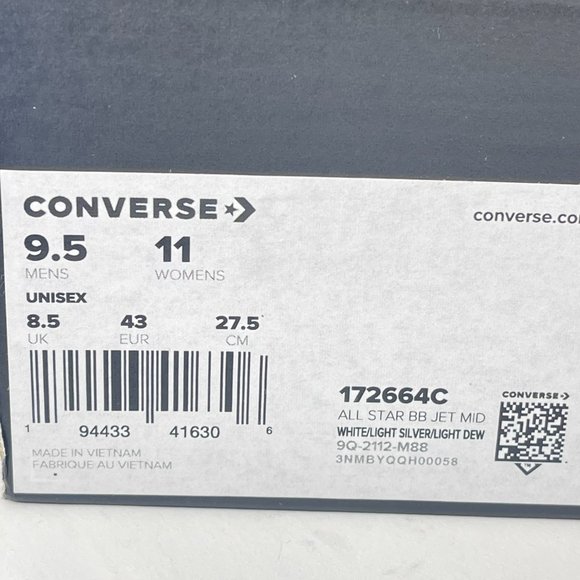 CONVERSE
converse.co
9.5 11
MENS WOMENS
UNISEX
8.5 43 27.5
UK EUR CM
1 94433 41630 6
MADE IN VIETNAM
FABRIQUE AU VIETNAM
172664C
ALL STAR BB JET MID
WHITE/LIGHT SILVER/LIGHT DEW
9Q-2112-M88
3NMBYQQH00058
CONVERSE
TM